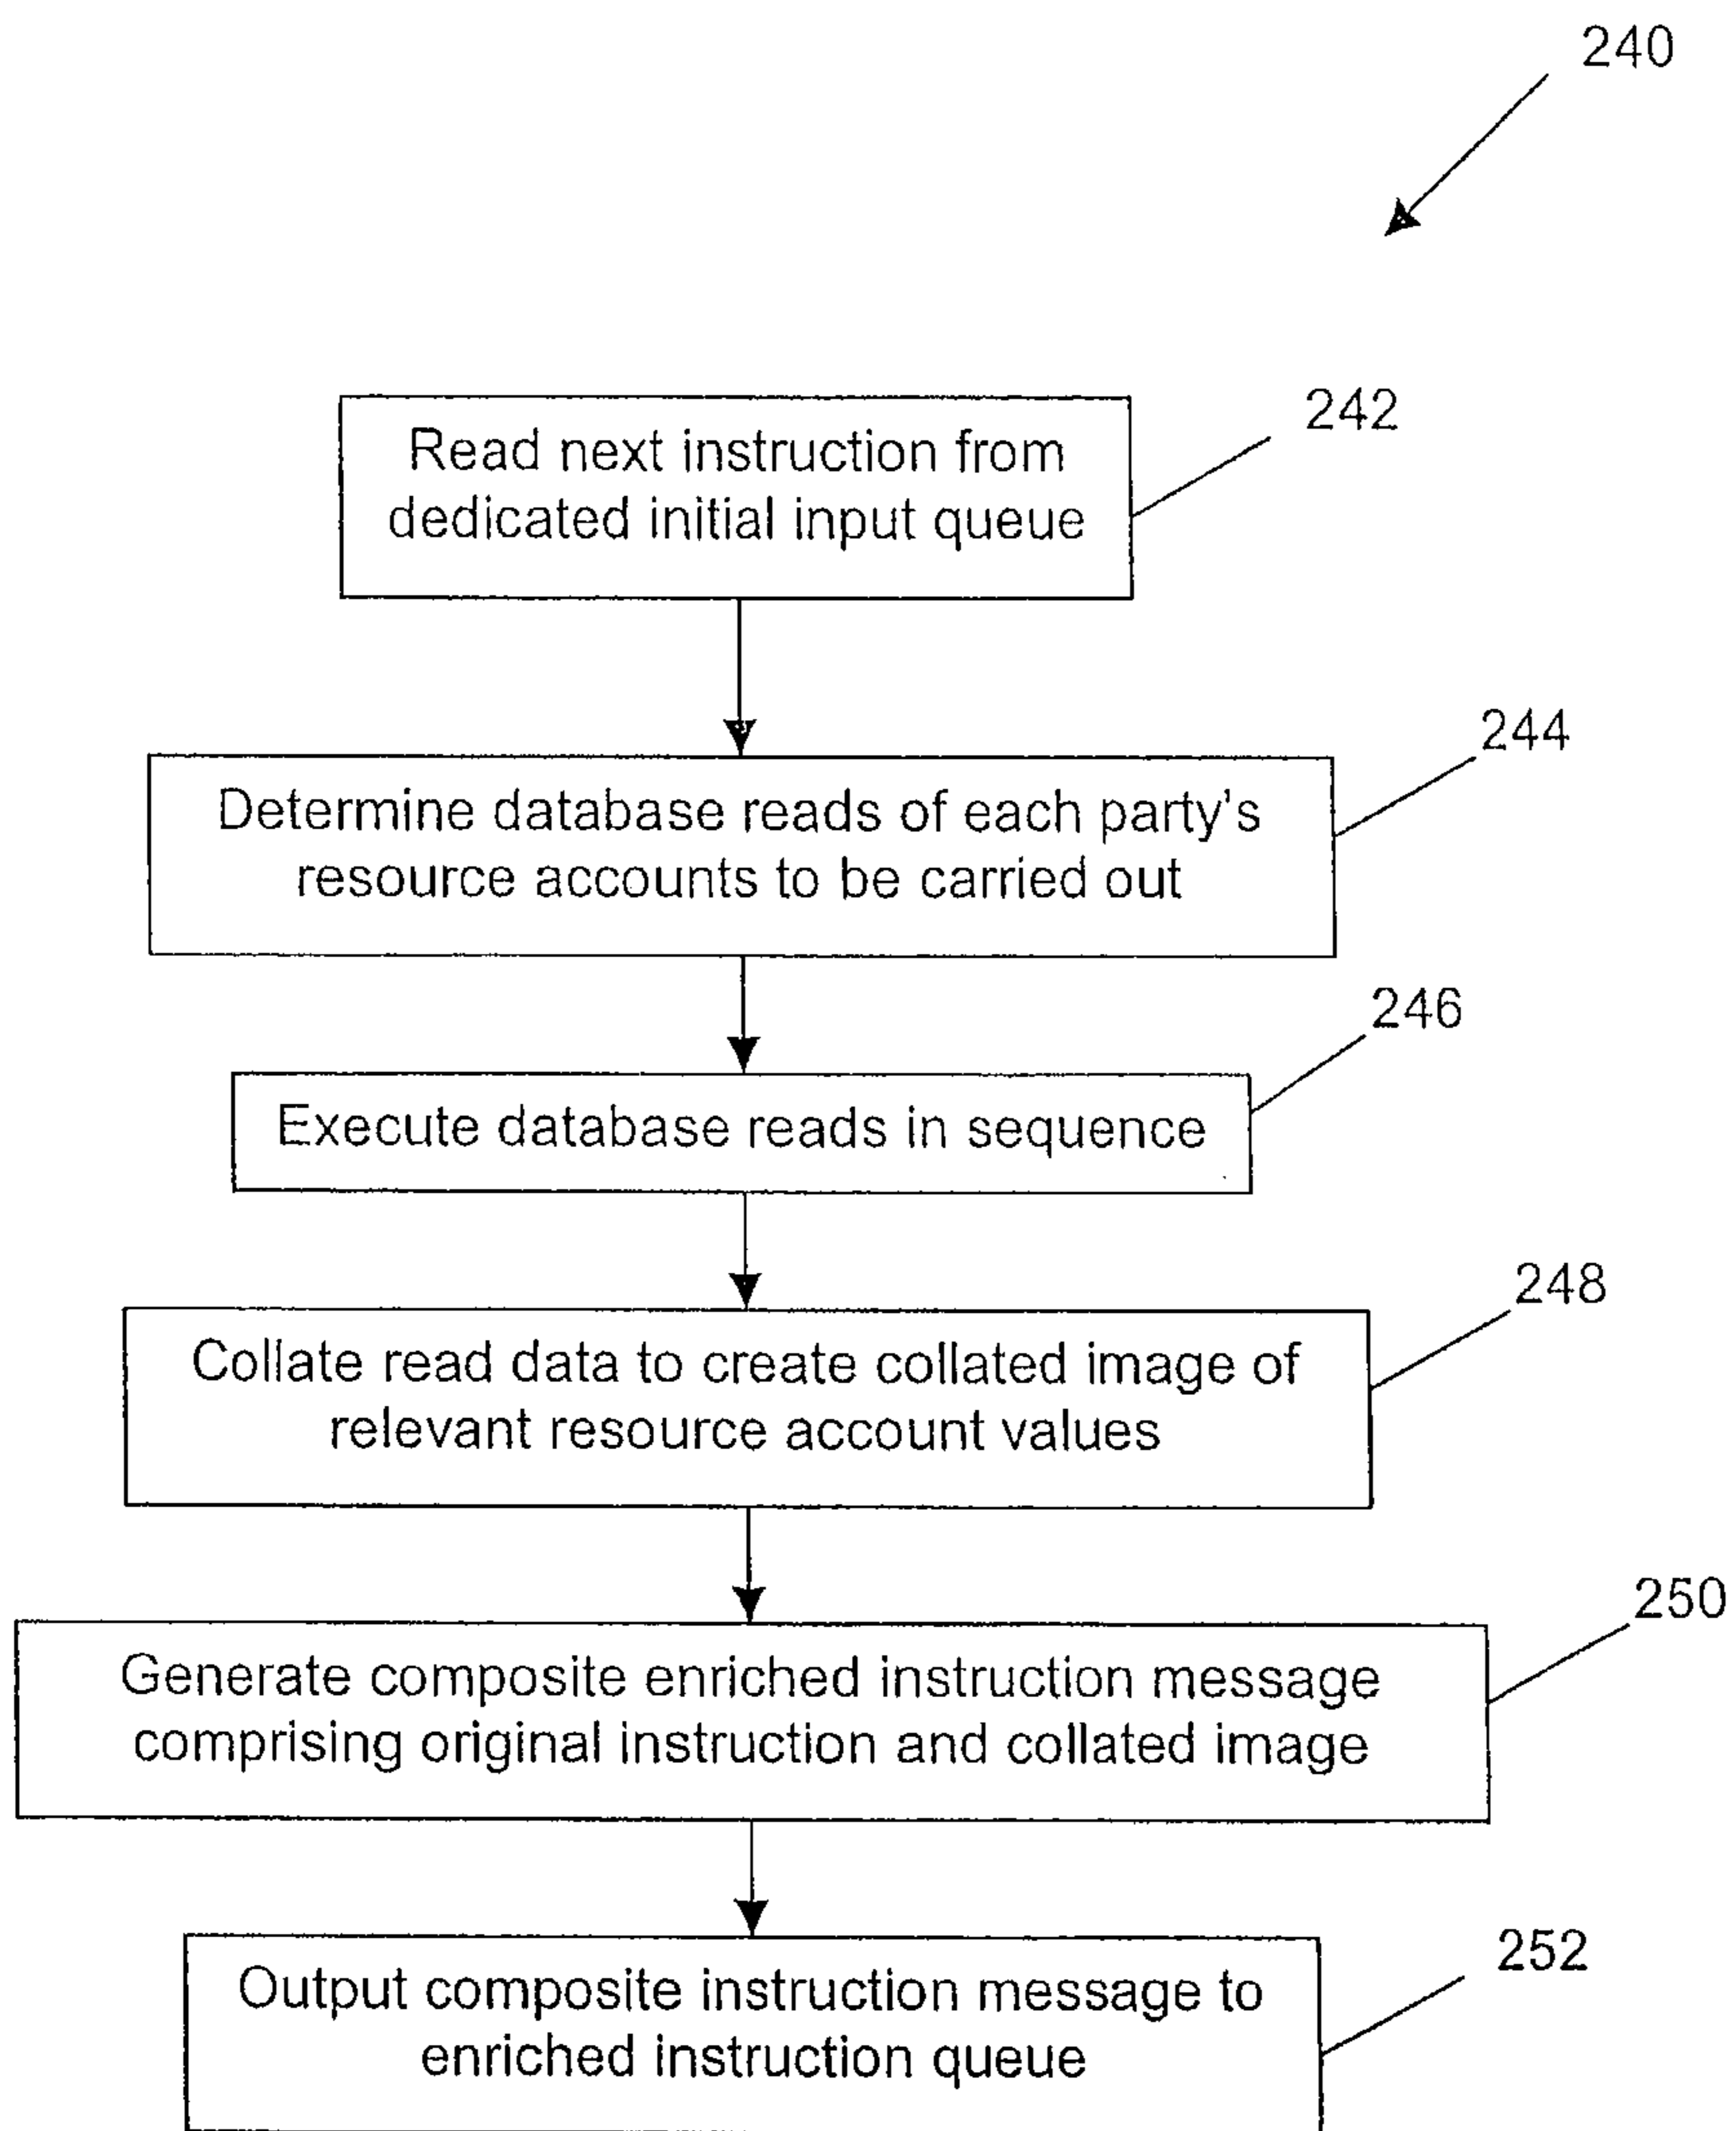 240
242
Read next instruction from
dedicated initial input queue
244
Determine database reads of each party's
resource accounts to be carried out
246
Execute database reads in sequence
248
Collate read data to create collated image of
relevant resource account values
250
Generate composite enriched instruction message
comprising original instruction and collated image
252
Output composite instruction message to
enriched instruction queue